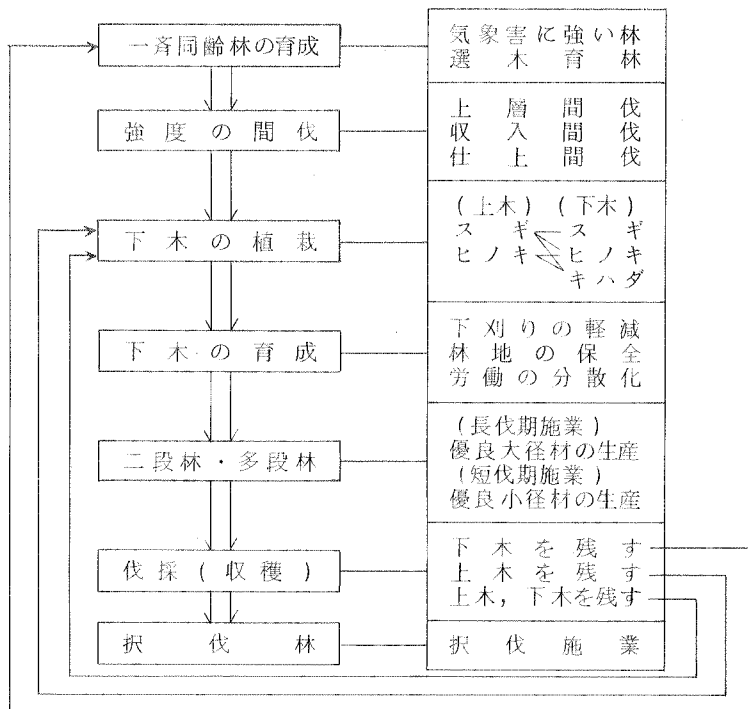 一斉同齢林の育成
気象害に強い林
選木育林
強度の間伐
上層間伐
収入間伐
仕上間伐
下木の植栽
(上木) (下木)
スギ スギ
ヒノキ ヒノキ
キハダ
下木の育成
下刈りの軽減
林地の保全
労働の分散化
二段林・多段林
(長伐期施業)
優良大径材の生産
(短伐期施業)
優良小径材の生産
伐採(収穫)
下木を残す
上木を残す
上木,下木を残す
択伐林
択伐施業